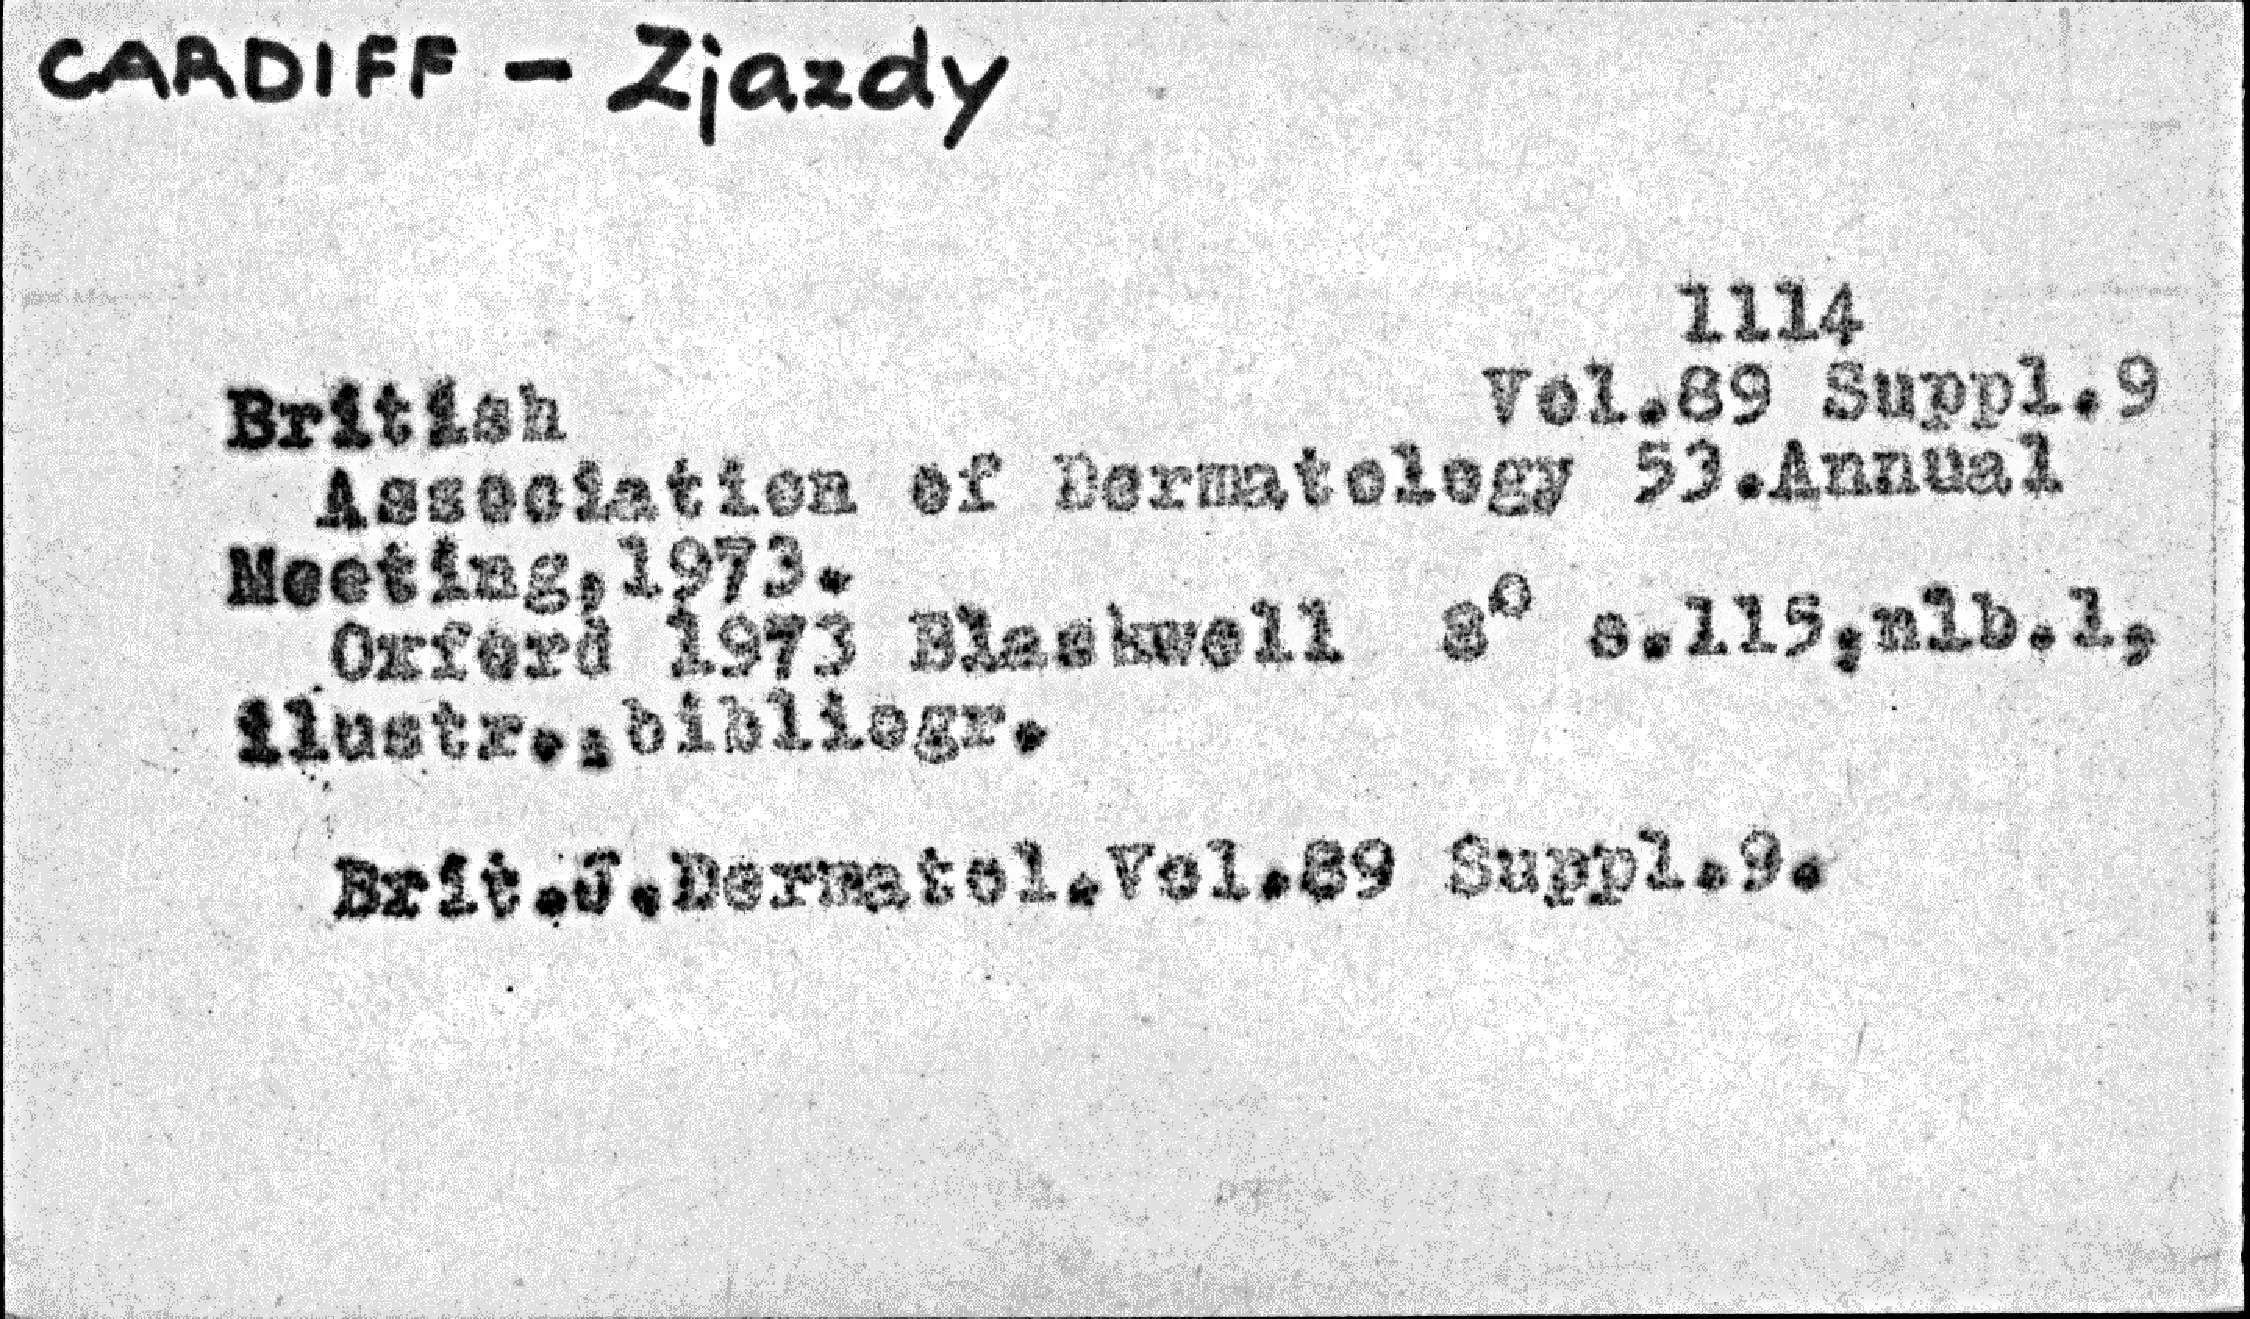 CARDIFF - Zjazdy
1114
British Vol.89 Suppl.9
Association of Dermatology 53.Annual
Meeting,1973.
Oxford 1973 Blackwell 8° s.115,nlb.1,
ilustr.,bibliogr.
Brit.J.Dermatol.Vol.89 Suppl.9.